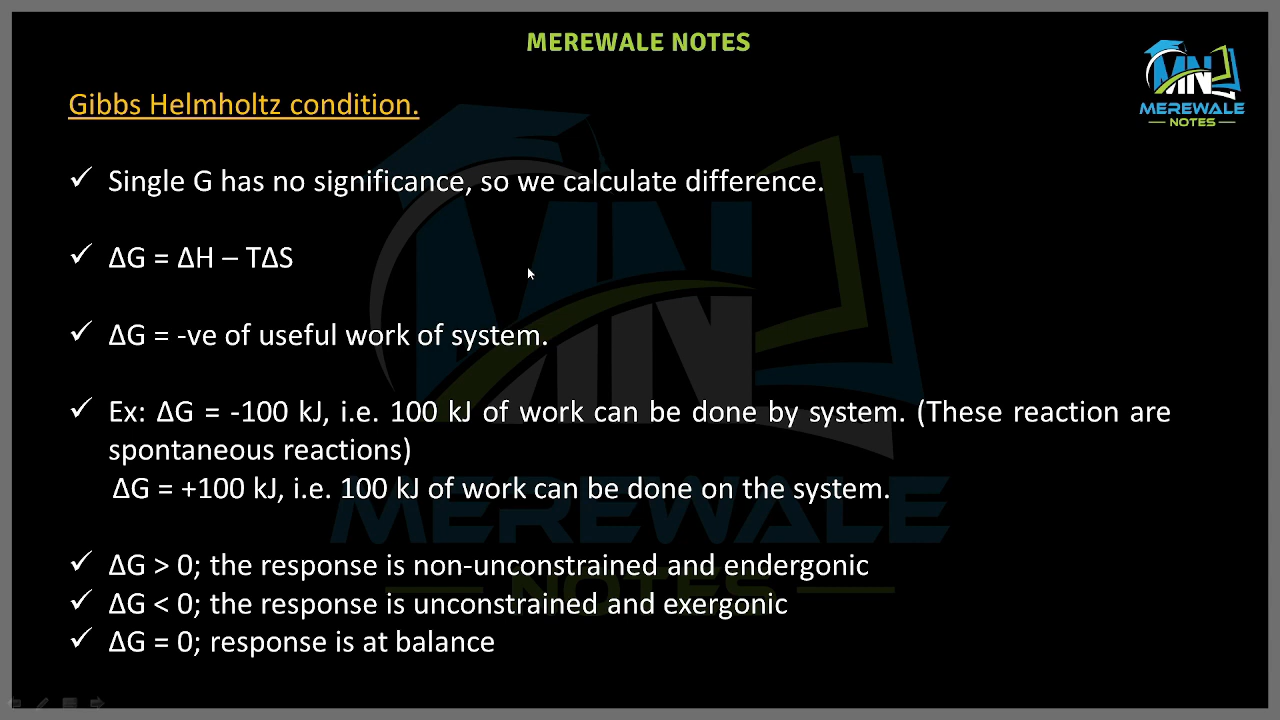 MEREWALE NOTES
MN
MEREWALE
NOTES
Gibbs Helmholtz condition.
✓ Single G has no significance, so we calculate difference.
✓ ΔG = ΔH – TΔS
✓ ΔG = -ve of useful work of system.
✓ Ex: ΔG = -100 kJ, i.e. 100 kJ of work can be done by system. (These reaction are
spontaneous reactions)
ΔG = +100 kJ, i.e. 100 kJ of work can be done on the system.
✓ ΔG > 0; the response is non-unconstrained and endergonic
✓ ΔG < 0; the response is unconstrained and exergonic
✓ ΔG = 0; response is at balance
MN
MEREWALE
NOTES